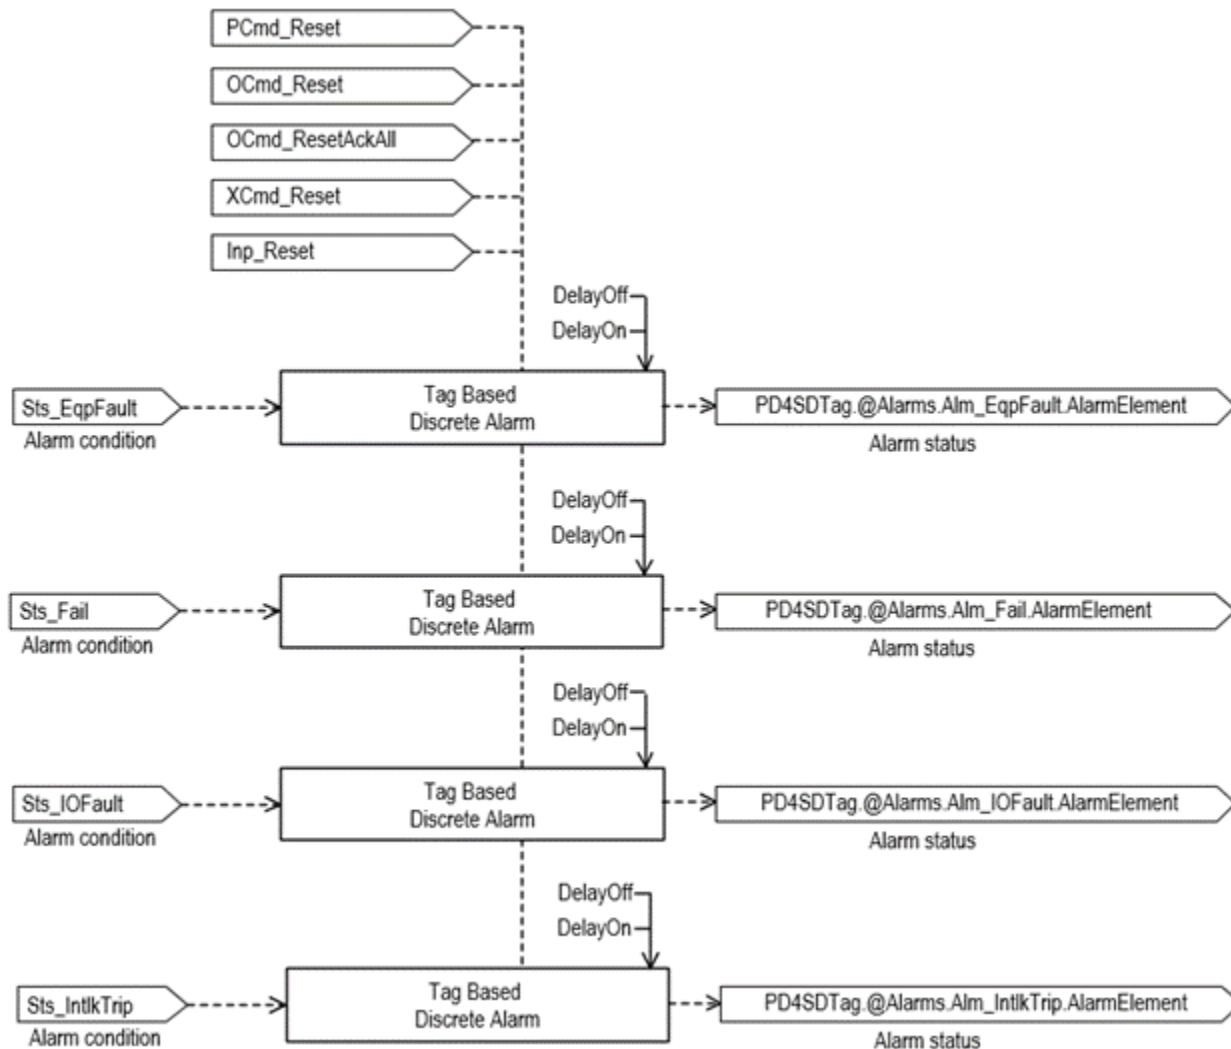 PCmd_Reset
OCmd_Reset
OCmd_ResetAckAll
XCmd_Reset
Inp_Reset
DelayOff
DelayOn
Sts_EqpFault
Alarm condition
Tag Based
Discrete Alarm
PD4SDTag.@Alarms.Alm_EqpFault.AlarmElement
Alarm status
DelayOff
DelayOn
Sts_Fail
Alarm condition
Tag Based
Discrete Alarm
PD4SDTag.@Alarms.Alm_Fail.AlarmElement
Alarm status
DelayOff
DelayOn
Sts_IOFault
Alarm condition
Tag Based
Discrete Alarm
PD4SDTag.@Alarms.Alm_IOFault.AlarmElement
Alarm status
DelayOff
DelayOn
Sts_IntlkTrip
Alarm condition
Tag Based
Discrete Alarm
PD4SDTag.@Alarms.Alm_IntlkTrip.AlarmElement
Alarm status